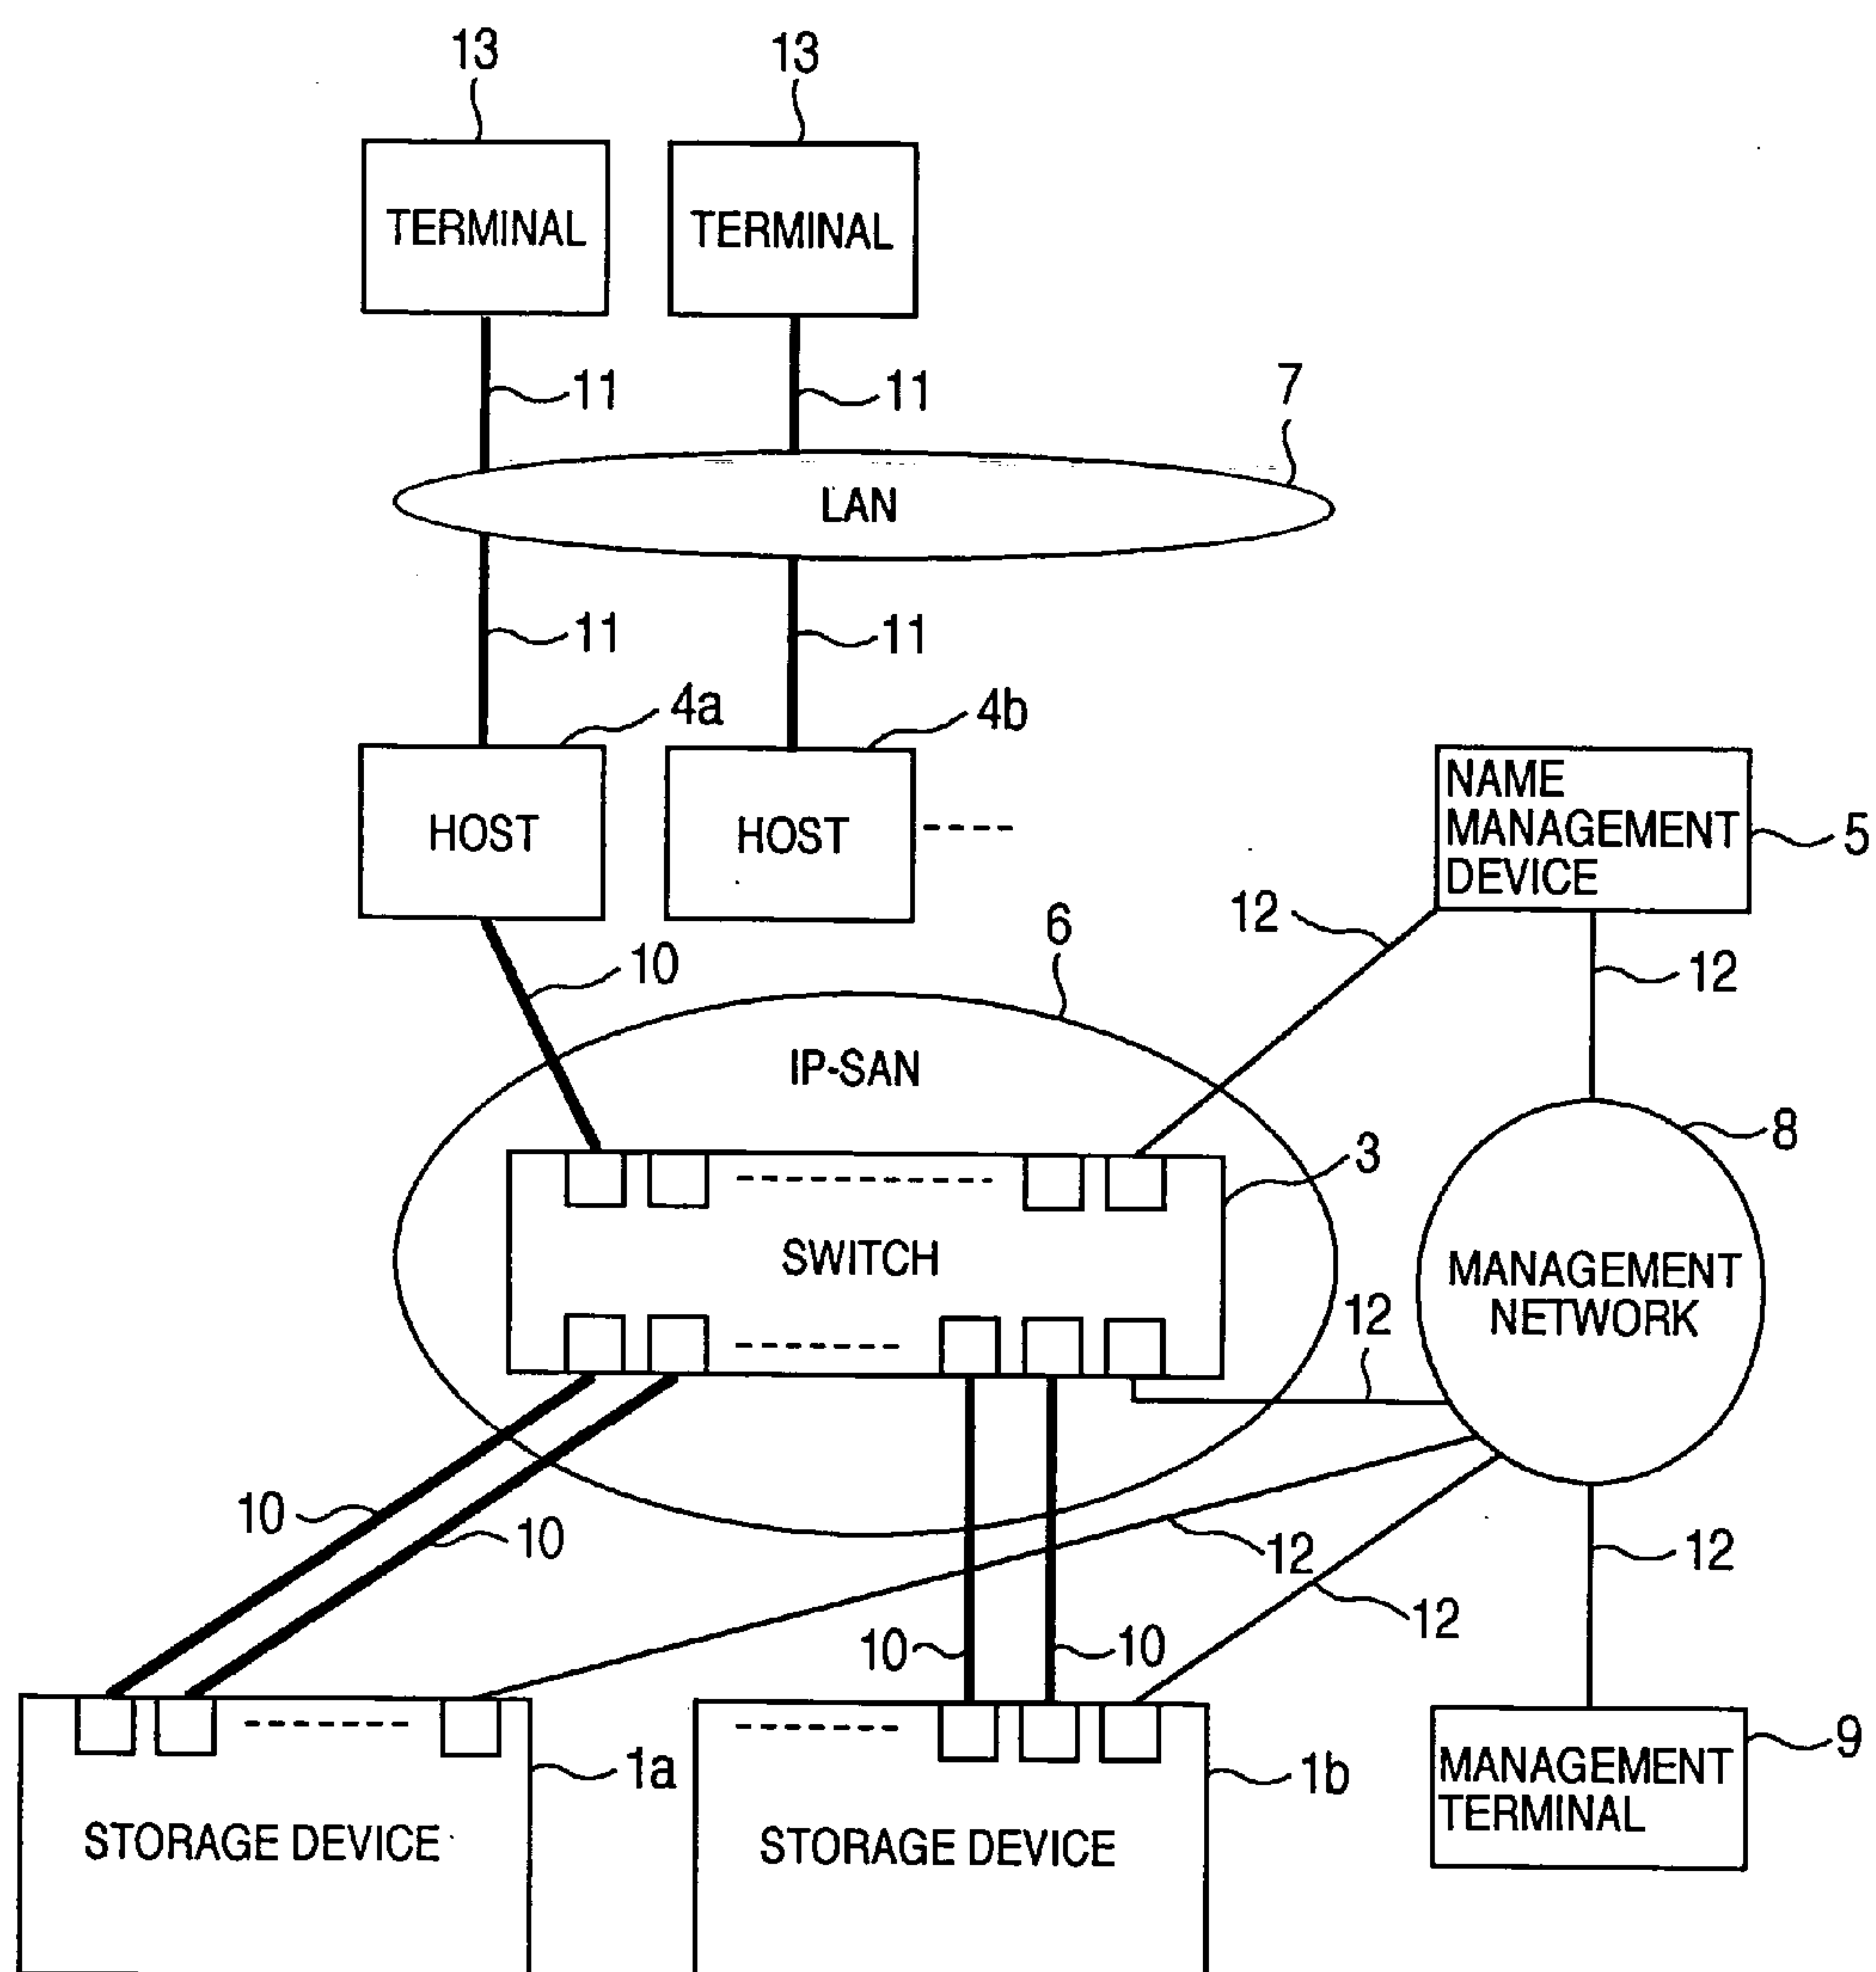 13
13
TERMINAL
TERMINAL
11
11
7
LAN
11
11
4a
4b
HOST
HOST
NAME
MANAGEMENT
DEVICE
5
12
6
10
12
IP-SAN
8
3
SWITCH
MANAGEMENT
NETWORK
12
10
10
12
12
12
10
10
9
1a
1b
MANAGEMENT
TERMINAL
STORAGE DEVICE
STORAGE DEVICE